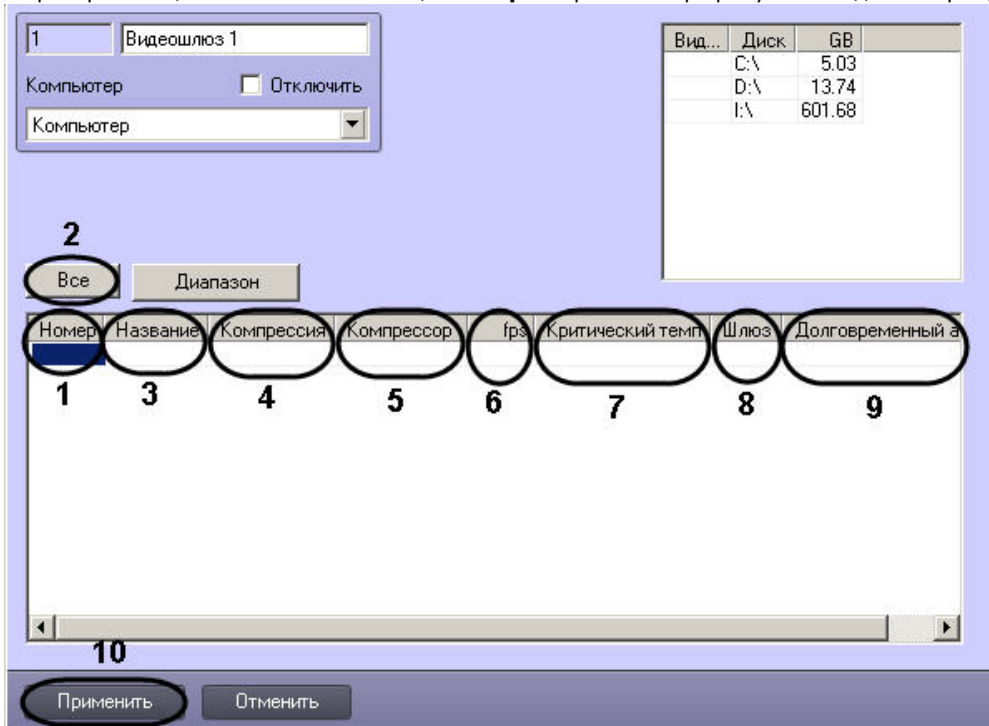 1 Видеошлюз 1
Компьютер Отключить
Компьютер
Вид... Диск GB
C:\ 5.03
D:\ 13.74
I:\ 601.68
2
Все Диапазон
Номер Название Компрессия Компрессор fps Критический темп Шлюз Долговременный а
1 3 4 5 6 7 8 9
10
Применить Отменить